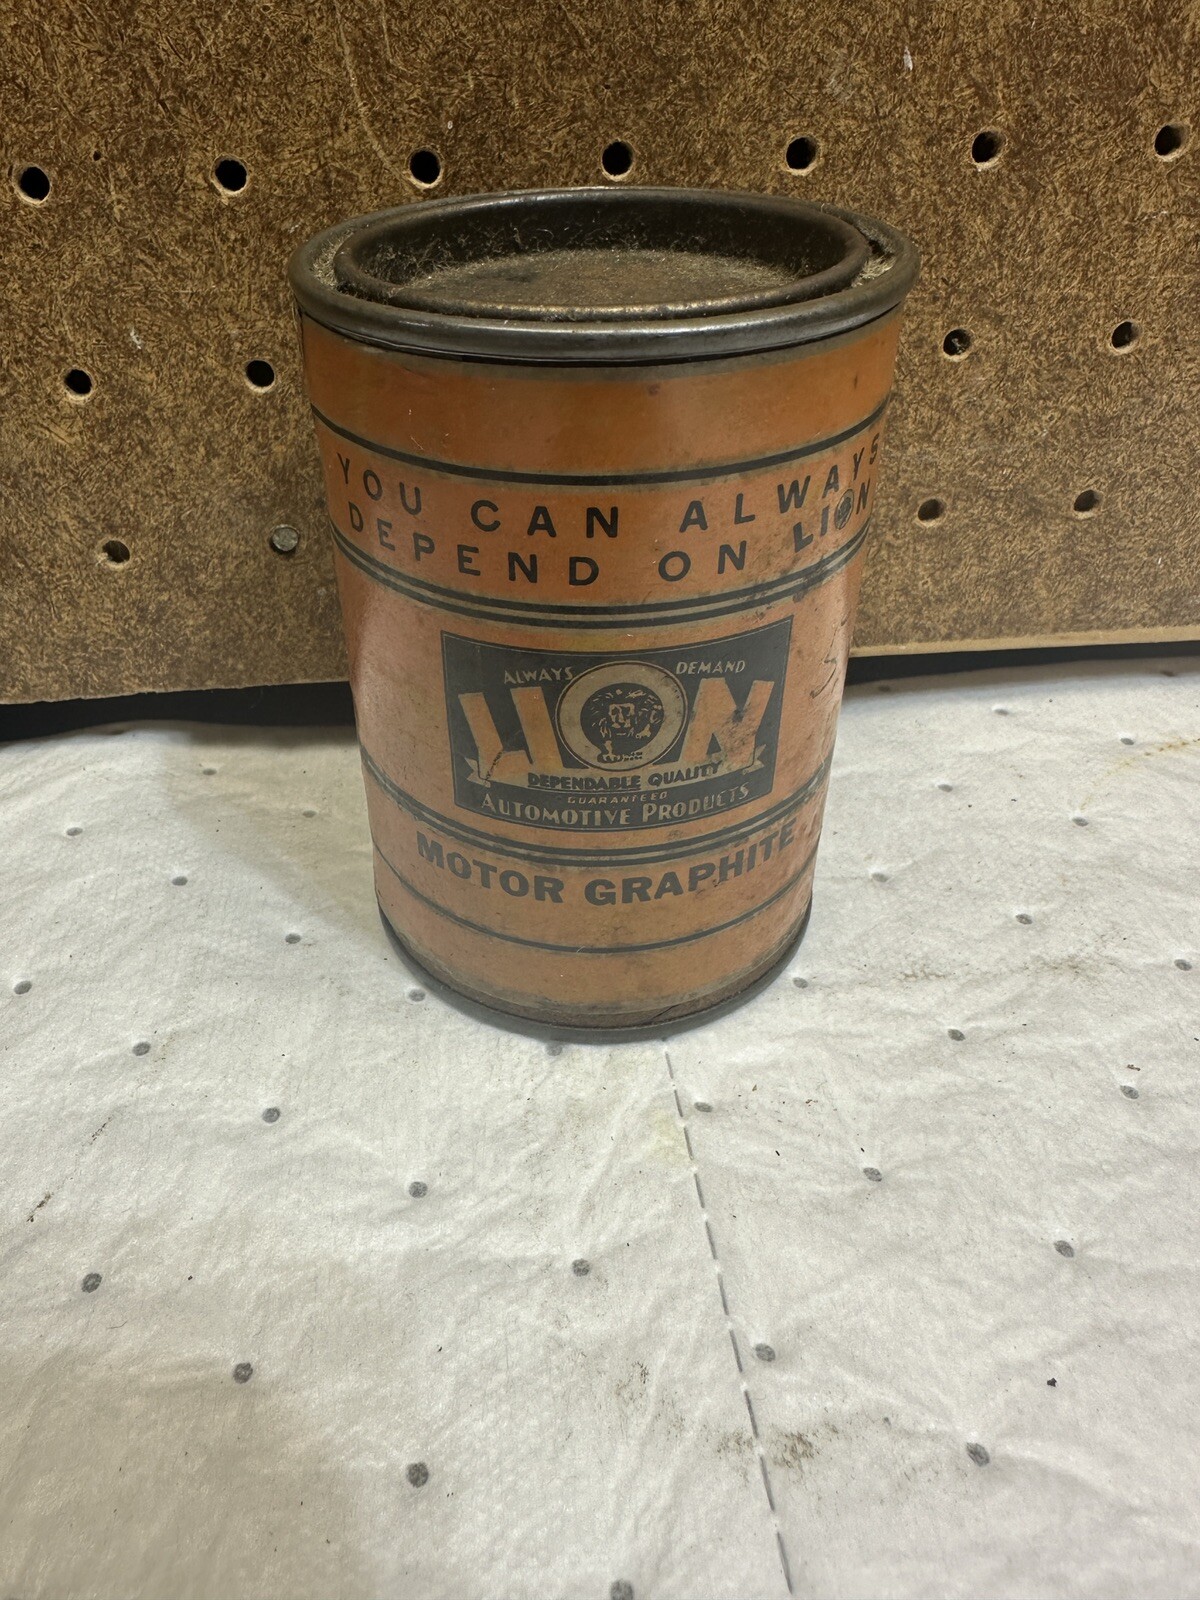 YOU CAN ALWAYS
DEPEND ON LION
ALWAYS DEMAND
LION
DEPENDABLE QUALITY
GUARANTEED
AUTOMOTIVE PRODUCTS
MOTOR GRAPHITE